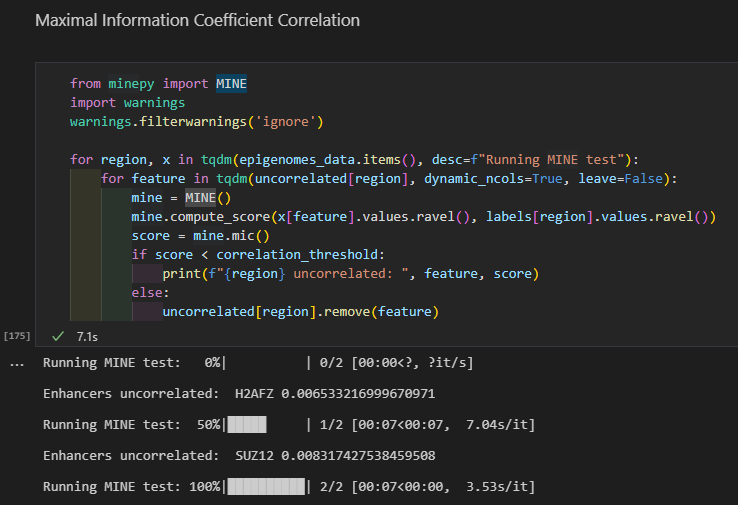 Maximal Information Coefficient Correlation
from minepy import MINE
import warnings
warnings.filterwarnings('ignore')
for region, x in tqdm(epigenomes_data.items(), desc=f"Running MINE test"):
for feature in tqdm(uncorrelated[region], dynamic_ncols=True, leave=False):
mine = MINE()
mine.compute_score(x[feature].values.ravel(), labels[region].values.ravel())
score = mine.mic()
if score < correlation_threshold:
print(f"{region} uncorrelated: ", feature, score)
else:
uncorrelated[region].remove(feature)
[175] ✓ 7.1s
... Running MINE test:   0%|          | 0/2 [00:00<?, ?it/s]
Enhancers uncorrelated:  H2AFZ 0.006533216999670971
Running MINE test:  50%|█████     | 1/2 [00:07<00:07,  7.04s/it]
Enhancers uncorrelated:  SUZ12 0.008317427538459508
Running MINE test: 100%|██████████| 2/2 [00:07<00:00,  3.53s/it]